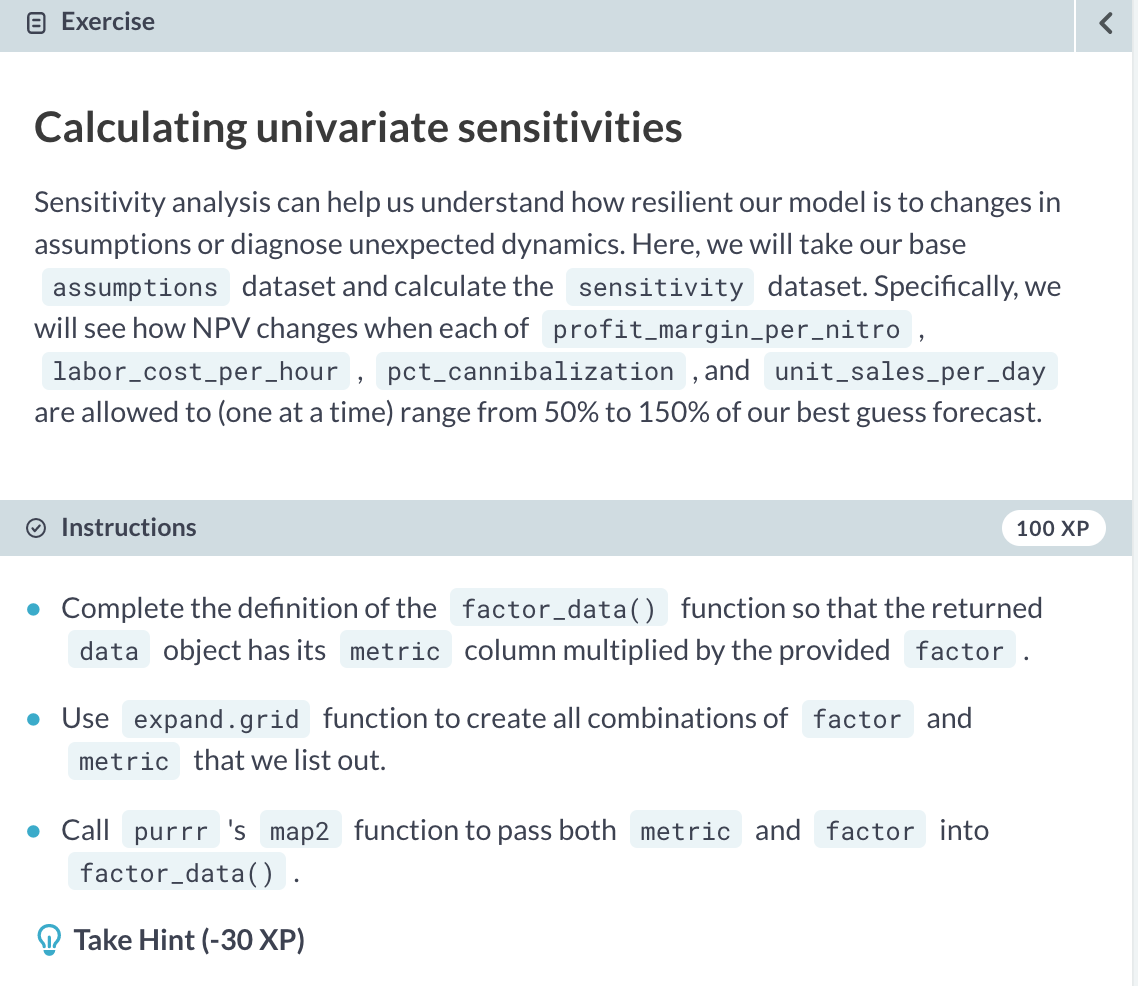 Exercise
Calculating univariate sensitivities
Sensitivity analysis can help us understand how resilient our model is to changes in
assumptions or diagnose unexpected dynamics. Here, we will take our base
assumptions dataset and calculate the sensitivity dataset. Specifically, we
will see how NPV changes when each of profit_margin_per_nitro ,
labor_cost_per_hour , pct_cannibalization , and unit_sales_per_day
are allowed to (one at a time) range from 50% to 150% of our best guess forecast.
Instructions
100 XP
Complete the definition of the factor_data() function so that the returned
data object has its metric column multiplied by the provided factor .
Use expand.grid function to create all combinations of factor and
metric that we list out.
Call purrr 's map2 function to pass both metric and factor into
factor_data() .
Take Hint (-30 XP)